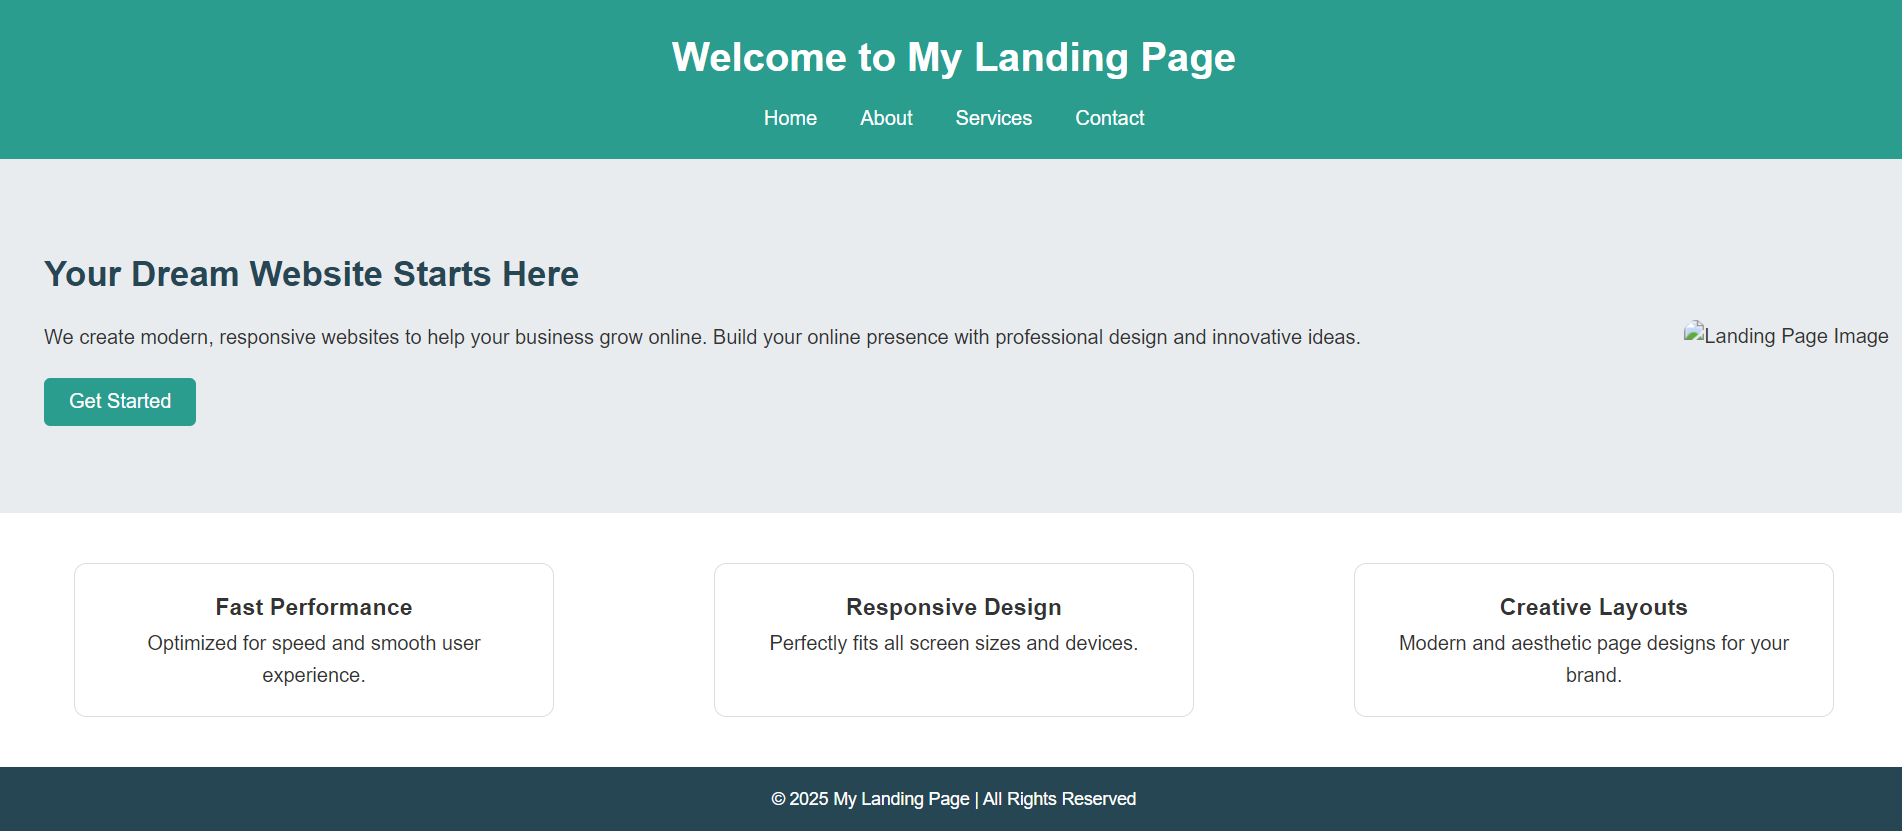 Welcome to My Landing Page
Home About Services Contact
Your Dream Website Starts Here
We create modern, responsive websites to help your business grow online. Build your online presence with professional design and innovative ideas.
Landing Page Image
Get Started
Fast Performance
Optimized for speed and smooth user
experience.
Responsive Design
Perfectly fits all screen sizes and devices.
Creative Layouts
Modern and aesthetic page designs for your
brand.
© 2025 My Landing Page | All Rights Reserved